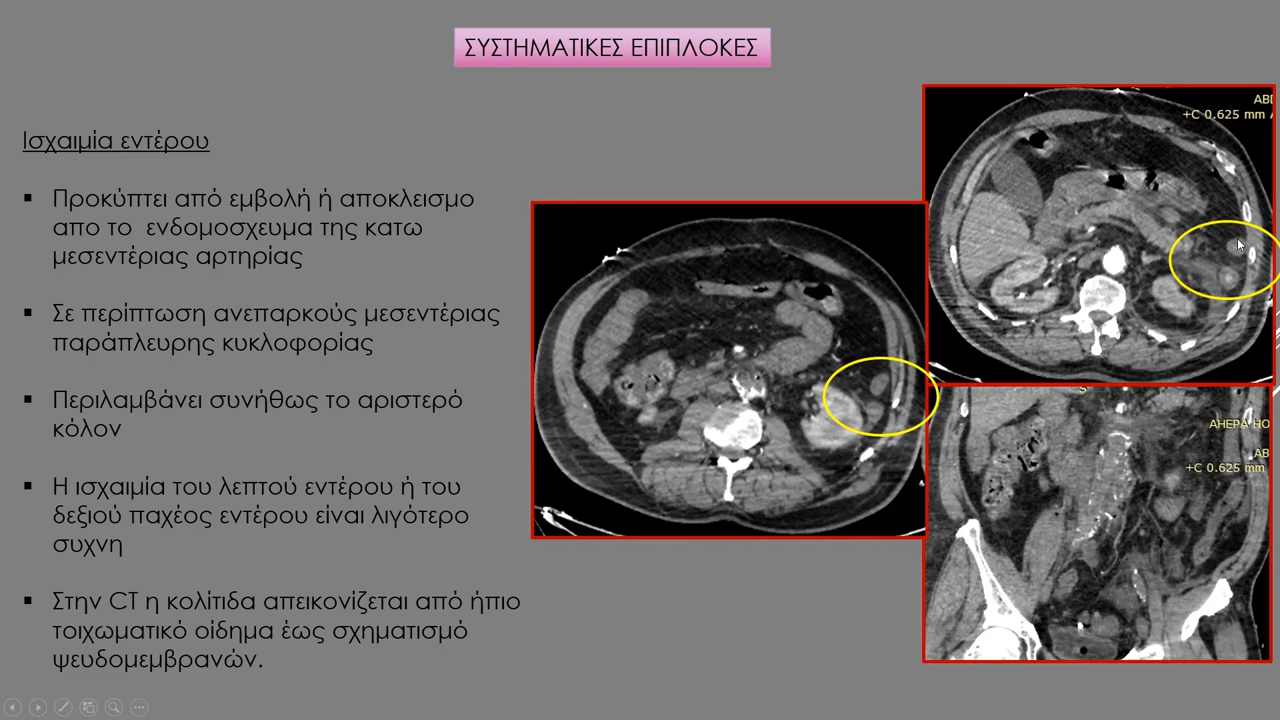 ΣΥΣΤΗΜΑΤΙΚΕΣ ΕΠΙΠΛΟΚΕΣ
Ισχαιμία εντέρου
▪ Προκύπτει από εμβολή ή αποκλεισμο
απο το ενδομοσχευμα της κατω
μεσεντέριας αρτηρίας
▪ Σε περίπτωση ανεπαρκούς μεσεντέριας
παράπλευρης κυκλοφορίας
▪ Περιλαμβάνει συνήθως το αριστερό
κόλον
▪ Η ισχαιμία του λεπτού εντέρου ή του
δεξιού παχέος εντέρου είναι λιγότερο
συχνη
▪ Στην CT η κολίτιδα απεικονίζεται από ήπιο
τοιχωματικό οίδημα έως σχηματισμό
ψευδομεμβρανών.
+C 0.625 mm
S
AHEPA HO
+C 0.625 mm